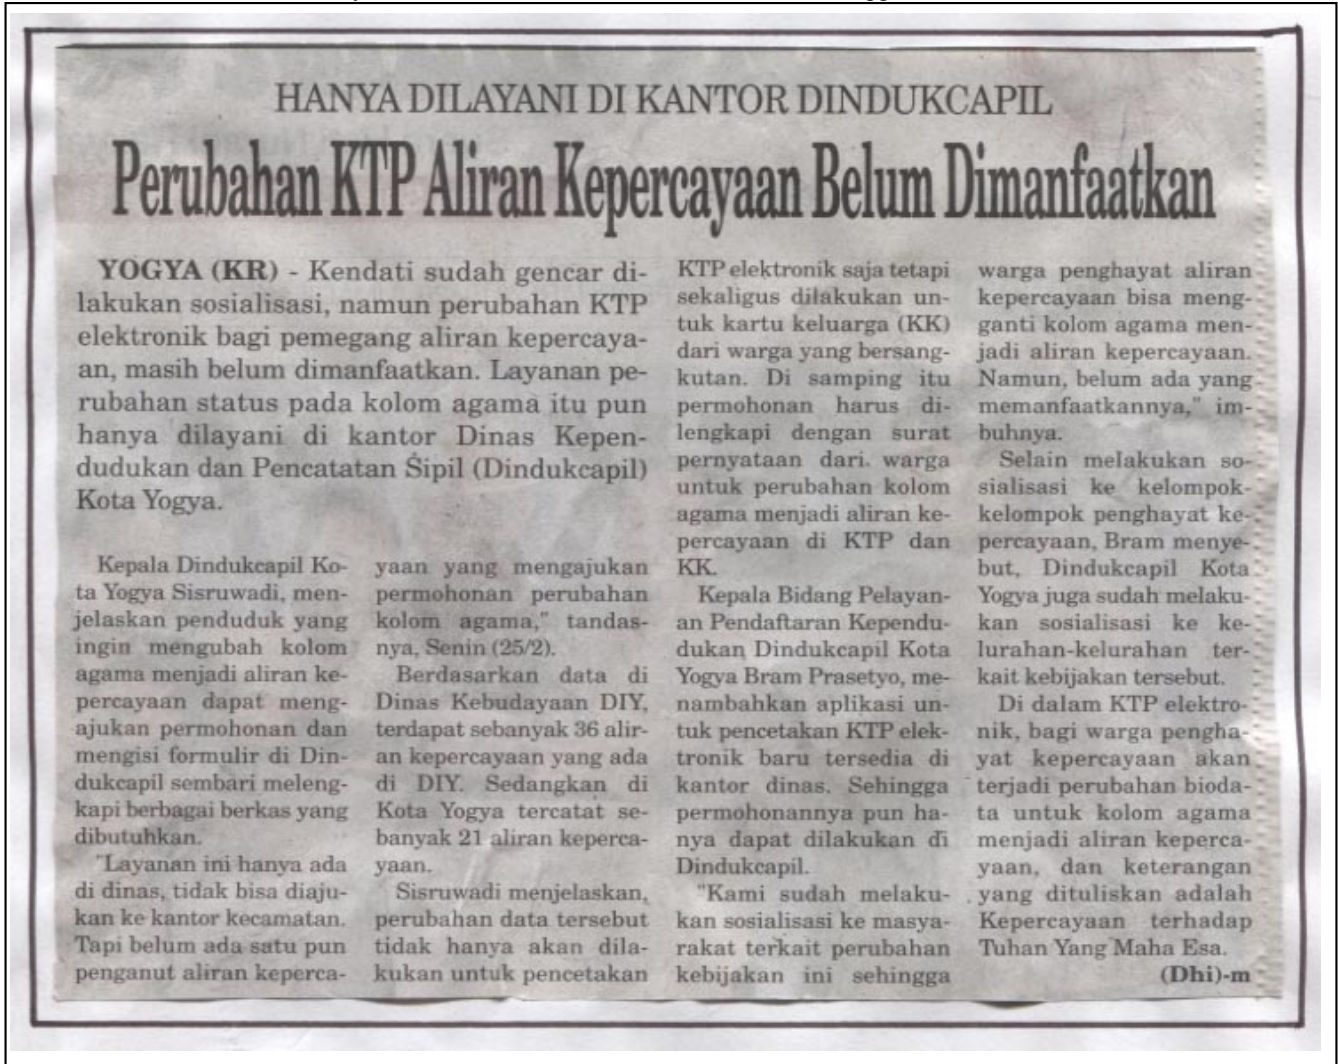 HANYA DILAYANI DI KANTOR DINDUKCAPIL
Perubahan KTP Aliran Kepercayaan Belum Dimanfaatkan
YOGYA (KR) - Kendati sudah gencar di-
lakukan sosialisasi, namun perubahan KTP
elektronik bagi pemegang aliran kepercaya-
an, masih belum dimanfaatkan. Layanan pe-
rubahan status pada kolom agama itu pun
hanya dilayani di kantor Dinas Kepen-
dudukan dan Pencatatan Sipil (Dindukcapil)
Kota Yogya.
Kepala Dindukcapil Ko-
ta Yogya Sisruwadi, men-
jelaskan penduduk yang
ingin mengubah kolom
agama menjadi aliran ke-
percayaan dapat meng-
ajukan permohonan dan
mengisi formulir di Din-
dukcapil sembari meleng-
kapi berbagai berkas yang
dibutuhkan.
"Layanan ini hanya ada
di dinas, tidak bisa diaju-
kan ke kantor kecamatan.
Tapi belum ada satu pun
penganut aliran keperca-
yaan yang mengajukan
permohonan perubahan
kolom agama," tandas-
nya, Senin (25/2).
Berdasarkan data di
Dinas Kebudayaan DIY,
terdapat sebanyak 36 alir-
an kepercayaan yang ada
di DIY. Sedangkan di
Kota Yogya tercatat se-
banyak 21 aliran keperca-
yaan.
Sisruwadi menjelaskan,
perubahan data tersebut
tidak hanya akan dila-
kukan untuk pencetakan
KTP elektronik saja tetapi
sekaligus dilakukan un-
tuk kartu keluarga (KK)
dari warga yang bersang-
kutan. Di samping itu
permohonan harus di-
lengkapi dengan surat
pernyataan dari warga
untuk perubahan kolom
agama menjadi aliran ke-
percayaan di KTP dan
KK.
Kepala Bidang Pelayan-
an Pendaftaran Kependu-
dukan Dindukcapil Kota
Yogya Bram Prasetyo, me-
nambahkan aplikasi un-
tuk pencetakan KTP elek-
tronik baru tersedia di
kantor dinas. Sehingga
permohonannya pun ha-
nya dapat dilakukan di
Dindukcapil.
"Kami sudah melaku-
kan sosialisasi ke masya-
rakat terkait perubahan
kebijakan ini sehingga
warga penghayat aliran
kepercayaan bisa meng-
ganti kolom agama men-
jadi aliran kepercayaan.
Namun, belum ada yang
memanfaatkannya," im-
buhnya.
Selain melakukan so-
sialisasi ke kelompok-
kelompok penghayat ke-
percayaan, Bram menye-
but, Dindukcapil Kota
Yogya juga sudah melaku-
kan sosialisasi ke ke-
lurahan-kelurahan ter-
kait kebijakan tersebut.
Di dalam KTP elektro-
nik, bagi warga pengha-
yat kepercayaan akan
terjadi perubahan bioda-
ta untuk kolom agama
menjadi aliran keperca-
yaan, dan keterangan
yang dituliskan adalah
Kepercayaan terhadap
Tuhan Yang Maha Esa.
(Dhi)-m